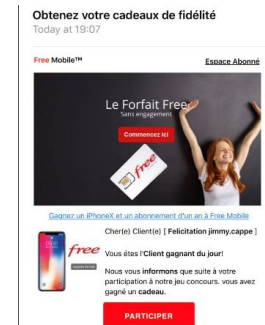 Obtenez votre cadeaux de fidélité
Today at 19:07
Free Mobile™
Espace Abonné
Le Forfait Free
Sans engagement
Commencez ici
free
Gagnez un iPhoneX et un abonnement d'un an à Free Mobile
Cher(e) Client(e) [ Felicitation jimmy.cappe ]
free
Vous étes l'Client gagnant du jour!
Nous vous informons que suite à votre
participation à notre jeu concours. vous avez
gagné un cadeau.
PARTICIPER